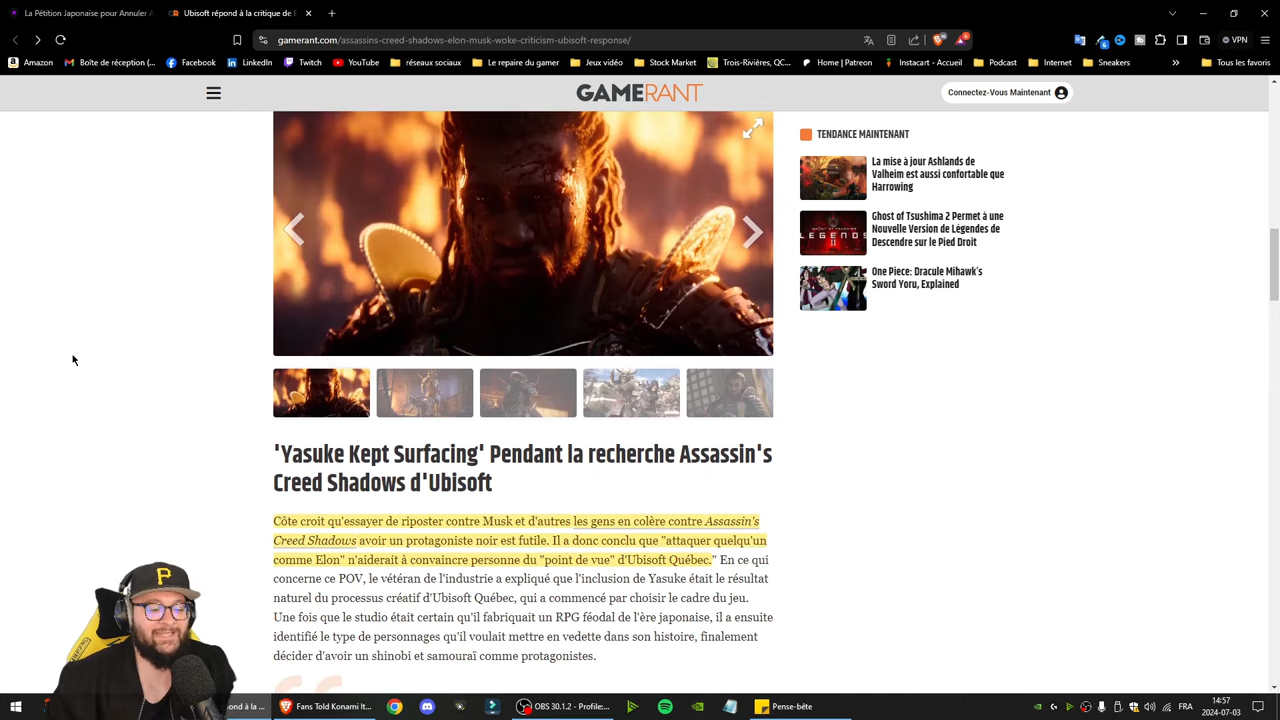 La Pétition Japonaise pour Annuler A
Ubisoft répond à la critique de l
gamerant.com/assassins-creed-shadows-elon-musk-woke-criticism-ubisoft-response/
VPN
Amazon
Boîte de réception (...
Facebook
LinkedIn
Twitch
YouTube
réseaux sociaux
Le repaire du gamer
Jeux vidéo
Stock Market
Trois-Rivières, QC...
Home | Patreon
Instacart - Accueil
Podcast
Internet
Sneakers
Tous les favoris
GAMERANT
Connectez-Vous Maintenant
TENDANCE MAINTENANT
La mise à jour Ashlands de
Valheim est aussi confortable que
Harrowing
LEGENDS
II
Ghost of Tsushima 2 Permet à une
Nouvelle Version de Légendes de
Descendre sur le Pied Droit
One Piece: Dracule Mihawk's
Sword Yoru, Explained
'Yasuke Kept Surfacing' Pendant la recherche Assassin's
Creed Shadows d'Ubisoft
Côte croit qu'essayer de riposter contre Musk et d'autres les gens en colère contre Assassin's
Creed Shadows avoir un protagoniste noir est futile. Il a donc conclu que "attaquer quelqu'un
comme Elon" n'aiderait à convaincre personne du "point de vue" d'Ubisoft Québec." En ce qui
concerne ce POV, le vétéran de l'industrie a expliqué que l'inclusion de Yasuke était le résultat
naturel du processus créatif d'Ubisoft Québec, qui a commencé par choisir le cadre du jeu.
Une fois que le studio était certain qu'il fabriquait un RPG féodal de l'ère japonaise, il a ensuite
identifié le type de personnages qu'il voulait mettre en vedette dans son histoire, finalement
décider d'avoir un shinobi et samouraï comme protagonistes.
P
ond à la ...
Fans Told Konami It...
OBS 30.1.2 - Profile:...
Pense-bête
FR
14:57
2024-07-03